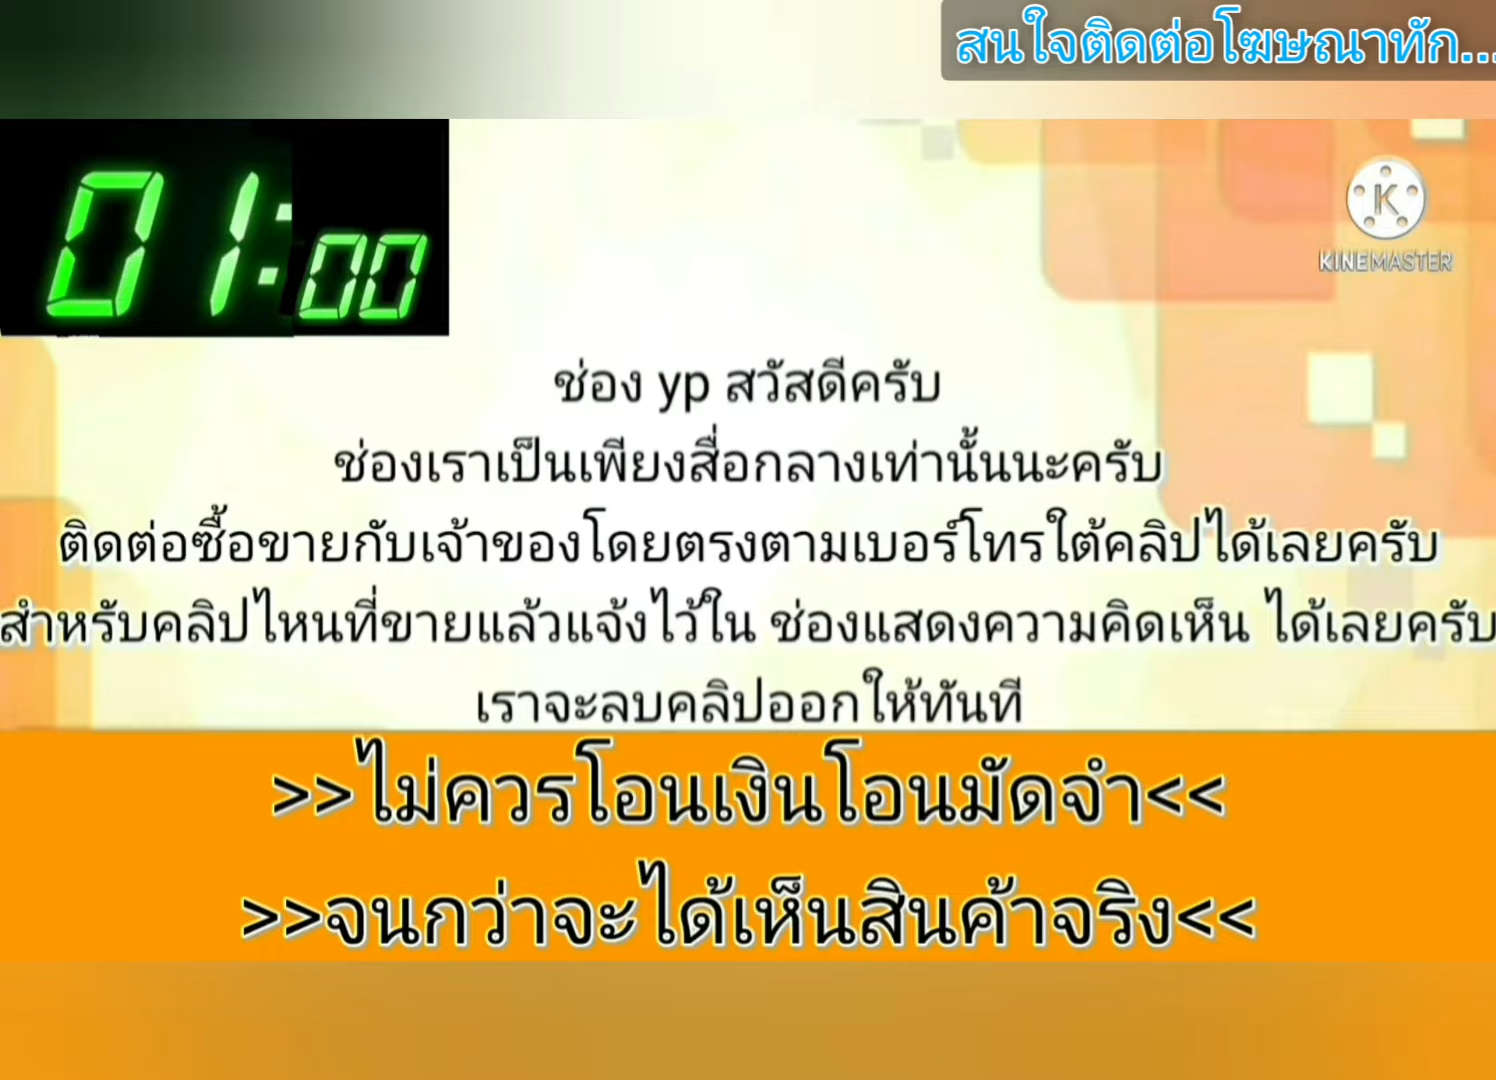 สนใจติดต่อโฆษณาทัก...
01:00
K
KINEMASTER
ช่อง yp สวัสดีครับ
ช่องเราเป็นเพียงสื่อกลางเท่านั้นนะครับ
ติดต่อซื้อขายกับเจ้าของโดยตรงตามเบอร์โทรใต้คลิปได้เลยครับ
สำหรับคลิปไหนที่ขายแล้วแจ้งไว้ใน ช่องแสดงความคิดเห็น ได้เลยครับ
เราจะลบคลิปออกให้ทันที
>>ไม่ควรโอนเงินโอนมัดจำ<<
>>จนกว่าจะได้เห็นสินค้าจริง<<